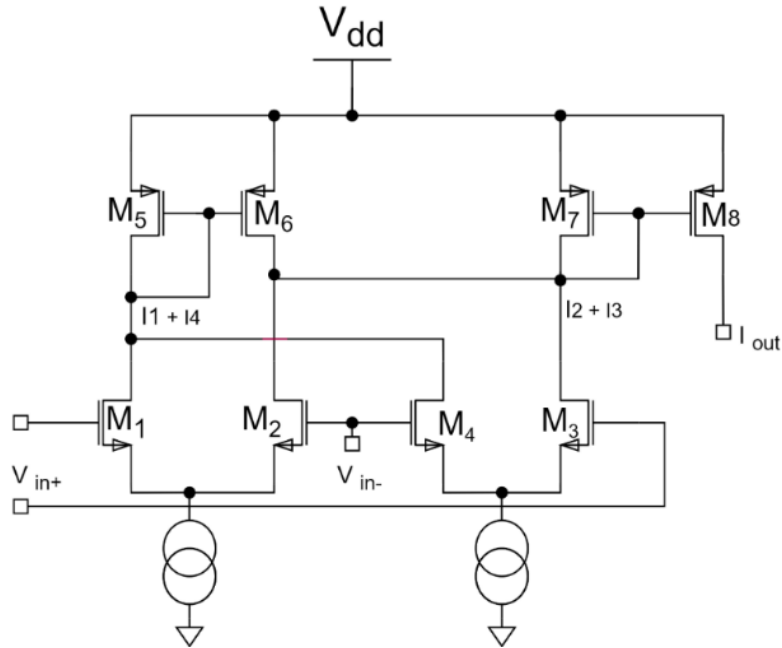 Vdd
M5
M6
M7
M8
I1 + I4
I2 + I3
I out
M1
M2
M4
M3
V in+
V in-